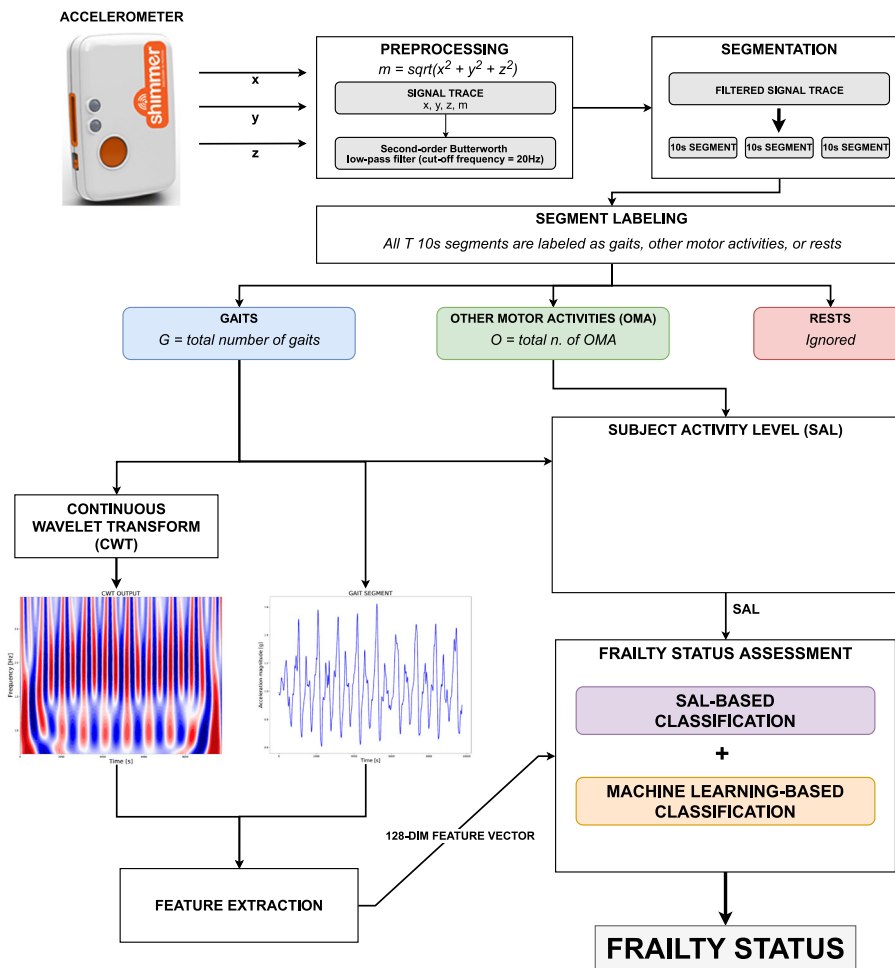 ACCELEROMETER
shimmer
x
y
z
PREPROCESSING
m = sqrt(x² + y² + z²)
SIGNAL TRACE
x, y, z, m
Second-order Butterworth
low-pass filter (cut-off frequency = 20Hz)
SEGMENTATION
FILTERED SIGNAL TRACE
10s SEGMENT
10s SEGMENT
10s SEGMENT
SEGMENT LABELING
All T 10s segments are labeled as gaits, other motor activities, or rests
GAITS
G = total number of gaits
OTHER MOTOR ACTIVITIES (OMA)
O = total n. of OMA
RESTS
Ignored
SUBJECT ACTIVITY LEVEL (SAL)
CONTINUOUS
WAVELET TRANSFORM
(CWT)
CWT OUTPUT
Frequency [Hz]
Time [s]
GAIT SEGMENT
Acceleration magnitude [g]
Time [s]
SAL
FRAILTY STATUS ASSESSMENT
SAL-BASED
CLASSIFICATION
+
MACHINE LEARNING-BASED
CLASSIFICATION
128-DIM FEATURE VECTOR
FEATURE EXTRACTION
FRAILTY STATUS